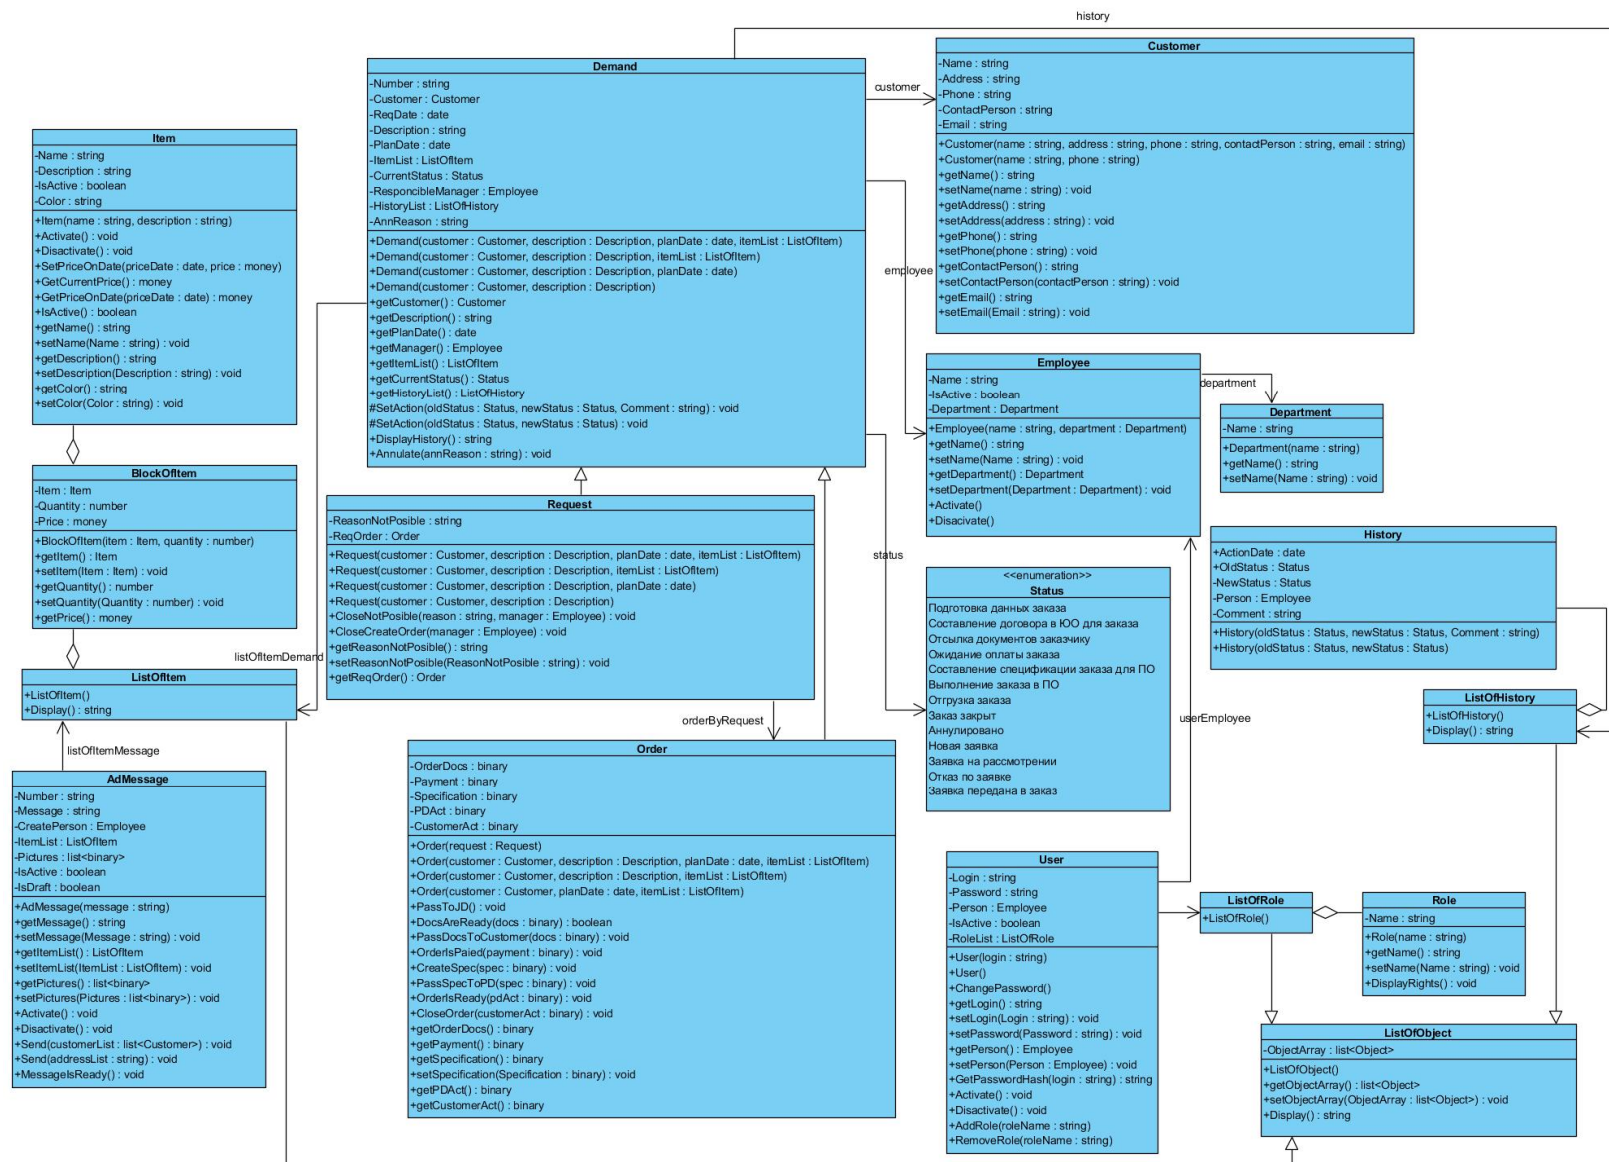 history
Demand
-Number : string
-Customer : Customer
-ReqDate : date
-Description : string
-PlanDate : date
-ItemList : ListOfItem
-CurrentStatus : Status
-ResponcibleManager : Employee
-HistoryList : ListOfHistory
-AnnReason : string
+Demand(customer : Customer, description : Description, planDate : date, itemList : ListOfItem)
+Demand(customer : Customer, description : Description, itemList : ListOfItem)
+Demand(customer : Customer, description : Description, planDate : date)
+Demand(customer : Customer, description : Description)
+getCustomer() : Customer
+getDescription() : string
+getPlanDate() : date
+getManager() : Employee
+getItemList() : ListOfItem
+getCurrentStatus() : Status
+getHistoryList() : ListOfHistory
#SetAction(oldStatus : Status, newStatus : Status, Comment : string) : void
#SetAction(oldStatus : Status, newStatus : Status) : void
+DisplayHistory() : string
+Annulate(annReason : string) : void
customer
Customer
-Name : string
-Address : string
-Phone : string
-ContactPerson : string
-Email : string
+Customer(name : string, address : string, phone : string, contactPerson : string, email : string)
+Customer(name : string, phone : string)
+getName() : string
+setName(name : string) : void
+getAddress() : string
+setAddress(address : string) : void
+getPhone() : string
+setPhone(phone : string) : void
+getContactPerson() : string
+setContactPerson(contactPerson : string) : void
+getEmail() : string
+setEmail(Email : string) : void
Item
-Name : string
-Description : string
-IsActive : boolean
-Color : string
+Item(name : string, description : string)
+Activate() : void
+Disactivate() : void
+SetPriceOnDate(priceDate : date, price : money)
+GetCurrentPrice() : money
+GetPriceOnDate(priceDate : date) : money
+IsActive() : boolean
+getName() : string
+setName(Name : string) : void
+getDescription() : string
+setDescription(Description : string) : void
+getColor() : string
+setColor(Color : string) : void
employee
Employee
-Name : string
-IsActive : boolean
-Department : Department
+Employee(name : string, department : Department)
+getName() : string
+setName(Name : string) : void
+getDepartment() : Department
+setDepartment(Department : Department) : void
+Activate()
+Disacivate()
department
Department
-Name : string
+Department(name : string)
+getName() : string
+setName(Name : string) : void
BlockOfItem
-Item : Item
-Quantity : number
-Price : money
+BlockOfItem(item : Item, quantity : number)
+getItem() : Item
+setItem(Item : Item) : void
+getQuantity() : number
+setQuantity(Quantity : number) : void
+getPrice() : money
Request
-ReasonNotPosible : string
-ReqOrder : Order
+Request(customer : Customer, description : Description, planDate : date, itemList : ListOfItem)
+Request(customer : Customer, description : Description, itemList : ListOfItem)
+Request(customer : Customer, description : Description, planDate : date)
+Request(customer : Customer, description : Description)
+CloseNotPosible(reason : string, manager : Employee) : void
+CloseCreateOrder(manager : Employee) : void
+getReasonNotPosible() : string
+setReasonNotPosible(ReasonNotPosible : string) : void
+getReqOrder() : Order
status
<<enumeration>>
Status
Подготовка данных заказа
Составление договора в ЮО для заказа
Отсылка документов заказчику
Ожидание оплаты заказа
Составление спецификации заказа для ПО
Выполнение заказа в ПО
Отгрузка заказа
Заказ закрыт
Аннулировано
Новая заявка
Заявка на рассмотрении
Отказ по заявке
Заявка передана в заказ
userEmployee
History
+ActionDate : date
+OldStatus : Status
-NewStatus : Status
-Person : Employee
-Comment : string
+History(oldStatus : Status, newStatus : Status, Comment : string)
+History(oldStatus : Status, newStatus : Status)
listOfItemDemand
ListOfItem
+ListOfItem()
+Display() : string
listOfItemMessage
orderByRequest
ListOfHistory
+ListOfHistory()
+Display() : string
AdMessage
-Number : string
-Message : string
-CreatePerson : Employee
-ItemList : ListOfItem
-Pictures : list<binary>
-IsActive : boolean
-IsDraft : boolean
+AdMessage(message : string)
+getMessage() : string
+setMessage(Message : string) : void
+getItemList() : ListOfItem
+setItemList(ItemList : ListOfItem) : void
+getPictures() : list<binary>
+setPictures(Pictures : list<binary>) : void
+Activate() : void
+Disactivate() : void
+Send(customerList : list<Customer>) : void
+Send(addressList : string) : void
+MessageIsReady() : void
Order
-OrderDocs : binary
-Payment : binary
-Specification : binary
-PDAct : binary
-CustomerAct : binary
+Order(request : Request)
+Order(customer : Customer, description : Description, planDate : date, itemList : ListOfItem)
+Order(customer : Customer, description : Description, itemList : ListOfItem)
+Order(customer : Customer, planDate : date, itemList : ListOfItem)
+PassToJD() : void
+DocsAreReady(docs : binary) : boolean
+PassDocsToCustomer(docs : binary) : void
+OrderIsPaied(payment : binary) : void
+CreateSpec(spec : binary) : void
+PassSpecToPD(spec : binary) : void
+OrderIsReady(pdAct : binary) : void
+CloseOrder(customerAct : binary) : void
+getOrderDocs() : binary
+getPayment() : binary
+getSpecification() : binary
+setSpecification(Specification : binary) : void
+getPDAct() : binary
+getCustomerAct() : binary
User
-Login : string
-Password : string
-Person : Employee
-IsActive : boolean
-RoleList : ListOfRole
+User(login : string)
+User()
+ChangePassword()
+getLogin() : string
+setLogin(Login : string) : void
+setPassword(Password : string) : void
+getPerson() : Employee
+setPerson(Person : Employee) : void
+GetPasswordHash(login : string) : string
+Activate() : void
+Disactivate() : void
+AddRole(roleName : string)
+RemoveRole(roleName : string)
ListOfRole
+ListOfRole()
Role
-Name : string
+Role(name : string)
+getName() : string
+setName(Name : string) : void
+DisplayRights() : void
ListOfObject
-ObjectArray : list<Object>
+ListOfObject()
+getObjectArray() : list<Object>
+setObjectArray(ObjectArray : list<Object>) : void
+Display() : string